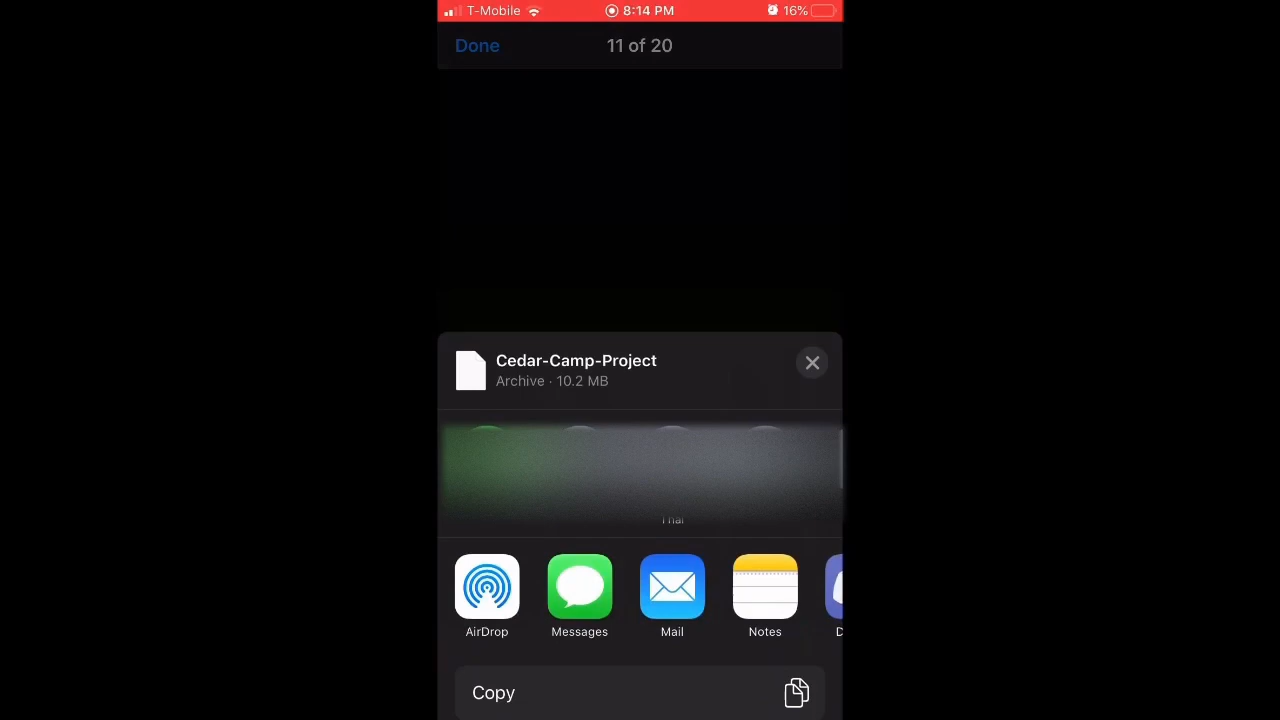 T-Mobile 8:14 PM 16%
Done 11 of 20
Cedar-Camp-Project
Archive · 10.2 MB
AirDrop Messages Mail Notes D
Copy